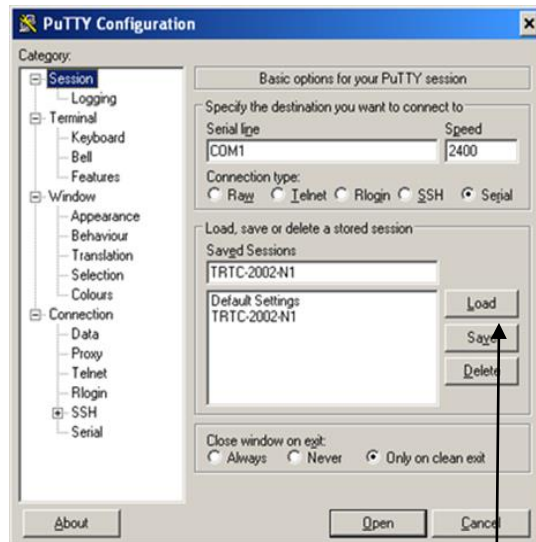 PuTTY Configuration
Category:
Session
Logging
Terminal
Keyboard
Bell
Features
Window
Appearance
Behaviour
Translation
Selection
Colours
Connection
Data
Proxy
Telnet
Rlogin
SSH
Serial
Basic options for your PuTTY session
Specify the destination you want to connect to
Serial line Speed
COM1 2400
Connection type:
Raw Telnet Rlogin SSH Serial
Load, save or delete a stored session
Saved Sessions
TRTC-2002-N1
Default Settings
TRTC-2002-N1
Load
Save
Delete
Close window on exit:
Always Never Only on clean exit
About Open Cancel